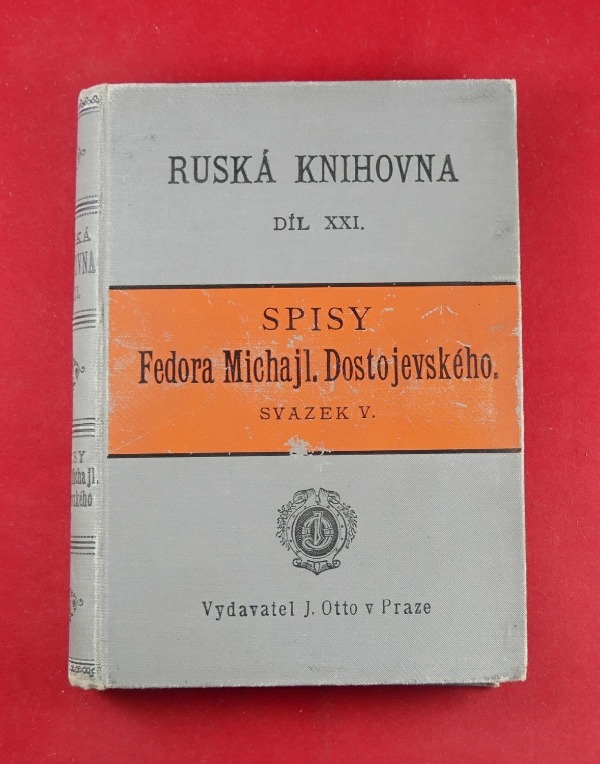 RUSKÁ KNIHOVNA
DÍL XXI.
SPISY
Fedora Michajl. Dostojevského.
SVAZEK V.
Vydavatel J. Otto v Praze